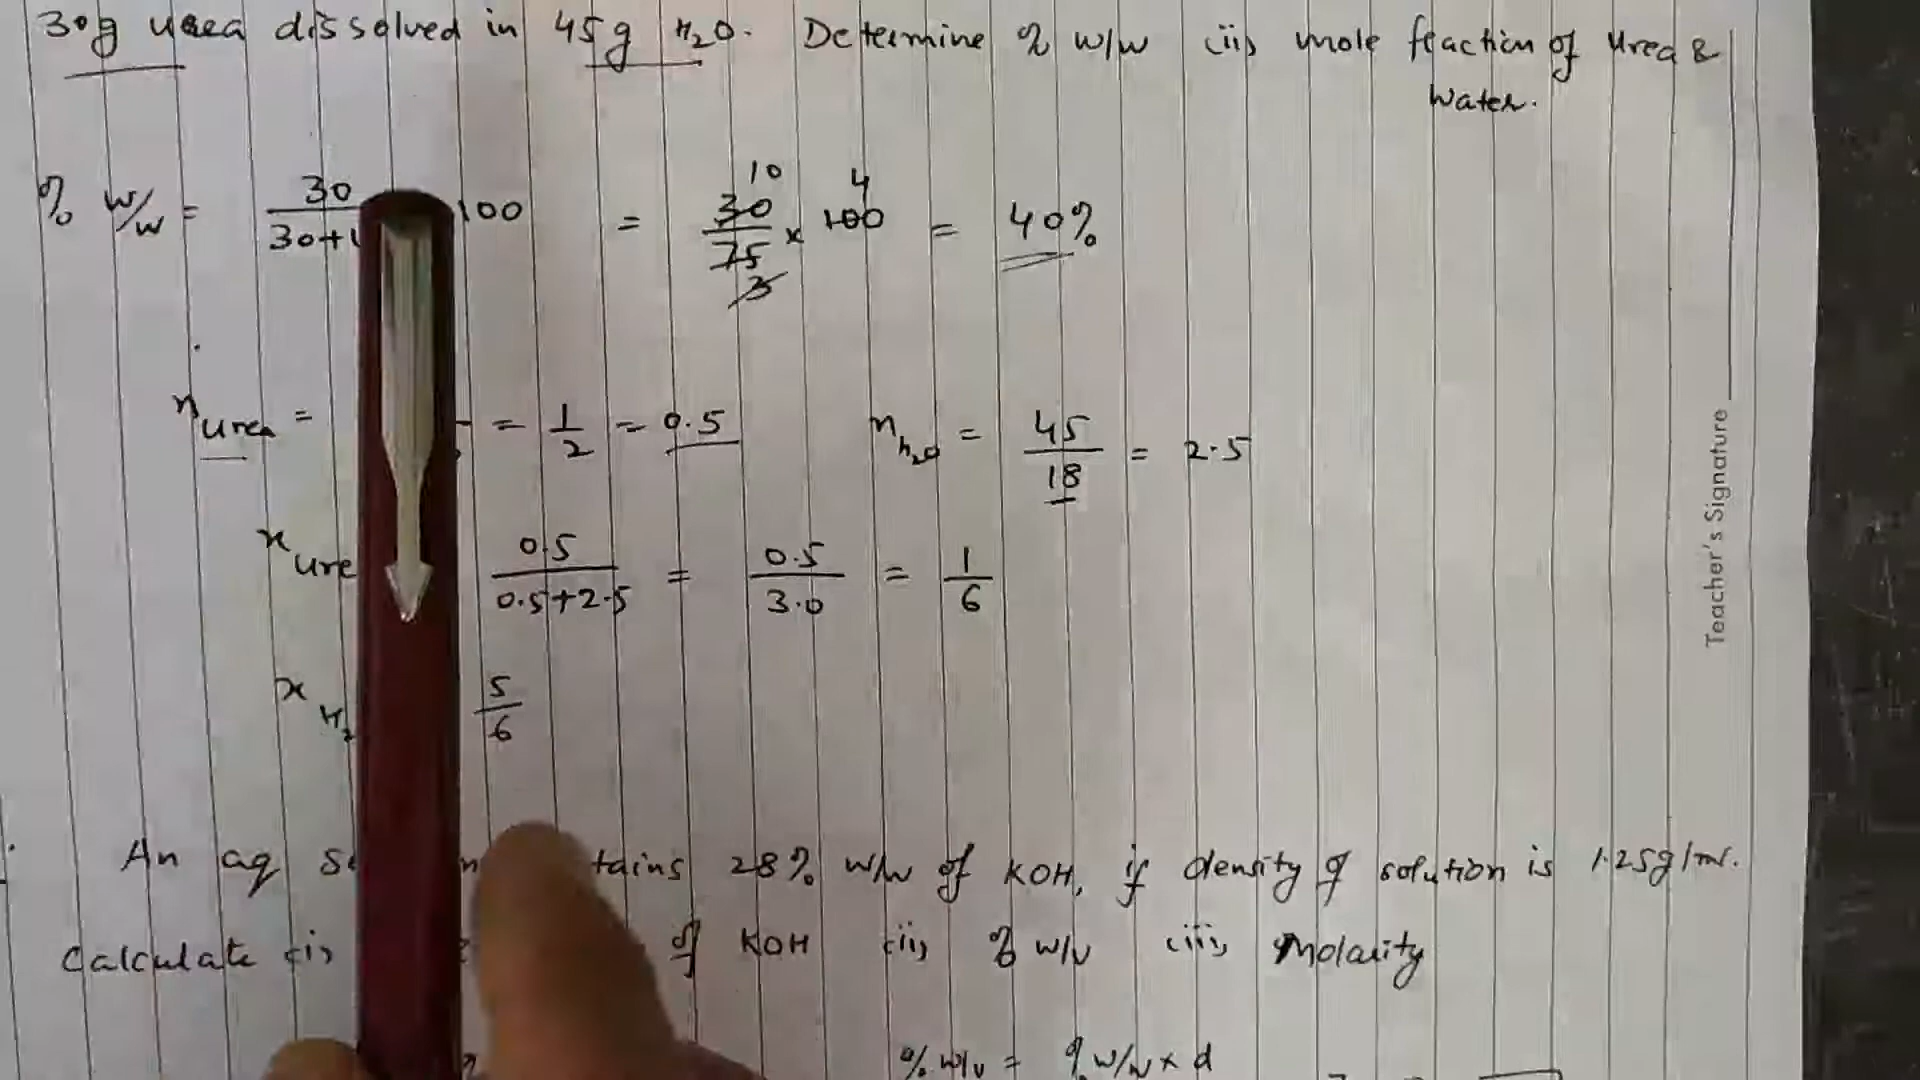 30g urea dissolved in 45g H₂O. Determine % w/w (ii) mole fraction of Urea &
Water.
% w/w = 30/30+ 100 = 30/75 x 100 = 40%
10 4
3
n Urea = = 1/2 = 0.5 n H₂O = 45/18 = 2.5
x Ure 0.5/0.5+2.5 = 0.5/3.0 = 1/6
x H₂ 5/6
An aq tains 28% w/w of KOH, if density of solution is 1.25g/ml.
Calculate (i) of KOH (ii) % w/v (iii) Molarity
% w/v = % w/w x d
Teacher's Signature